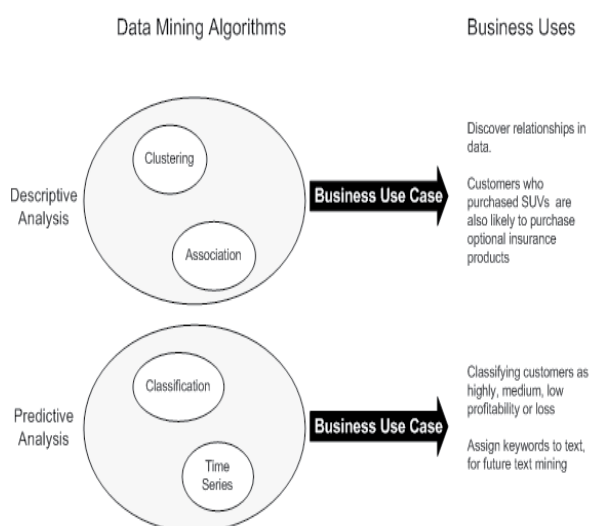 Data Mining Algorithms
Business Uses
Descriptive
Analysis
Clustering
Association
Business Use Case
Discover relationships in
data.
Customers who
purchased SUVs are
also likely to purchase
optional insurance
products
Predictive
Analysis
Classification
Time
Series
Business Use Case
Classifying customers as
highly, medium, low
profitability or loss
Assign keywords to text,
for future text mining